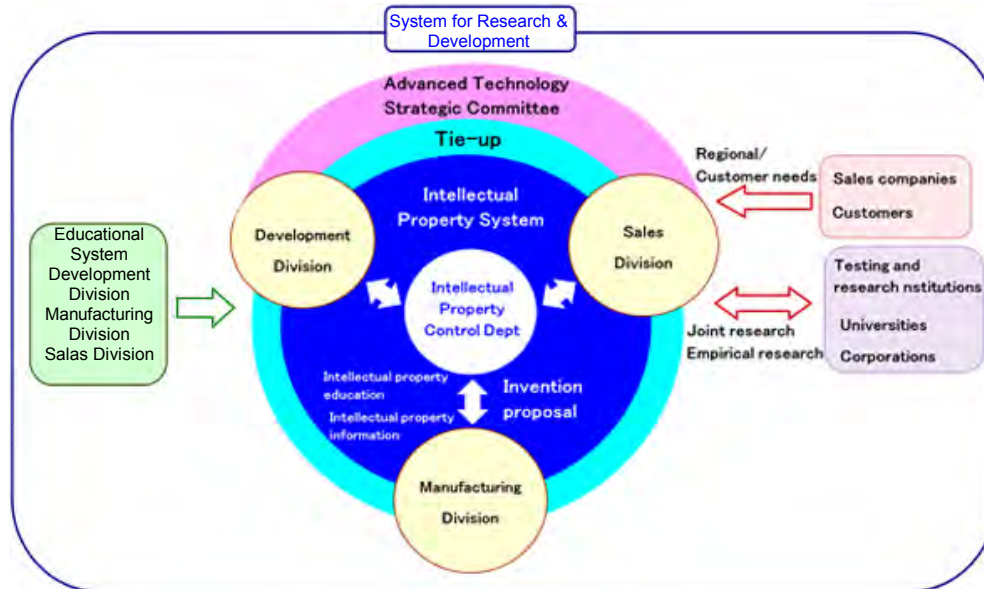 System for Research &
Development
Advanced Technology
Strategic Committee
Tie-up
Intellectual
Property System
Development
Division
Sales
Division
Intellectual
Property
Control Dept
Intellectual property
education
Intellectual property
information
Invention
proposal
Manufacturing
Division
Educational
System
Development
Division
Manufacturing
Division
Salas Division
Regional/
Customer needs
Sales companies
Customers
Joint research
Empirical research
Testing and
research nstitutions
Universities
Corporations